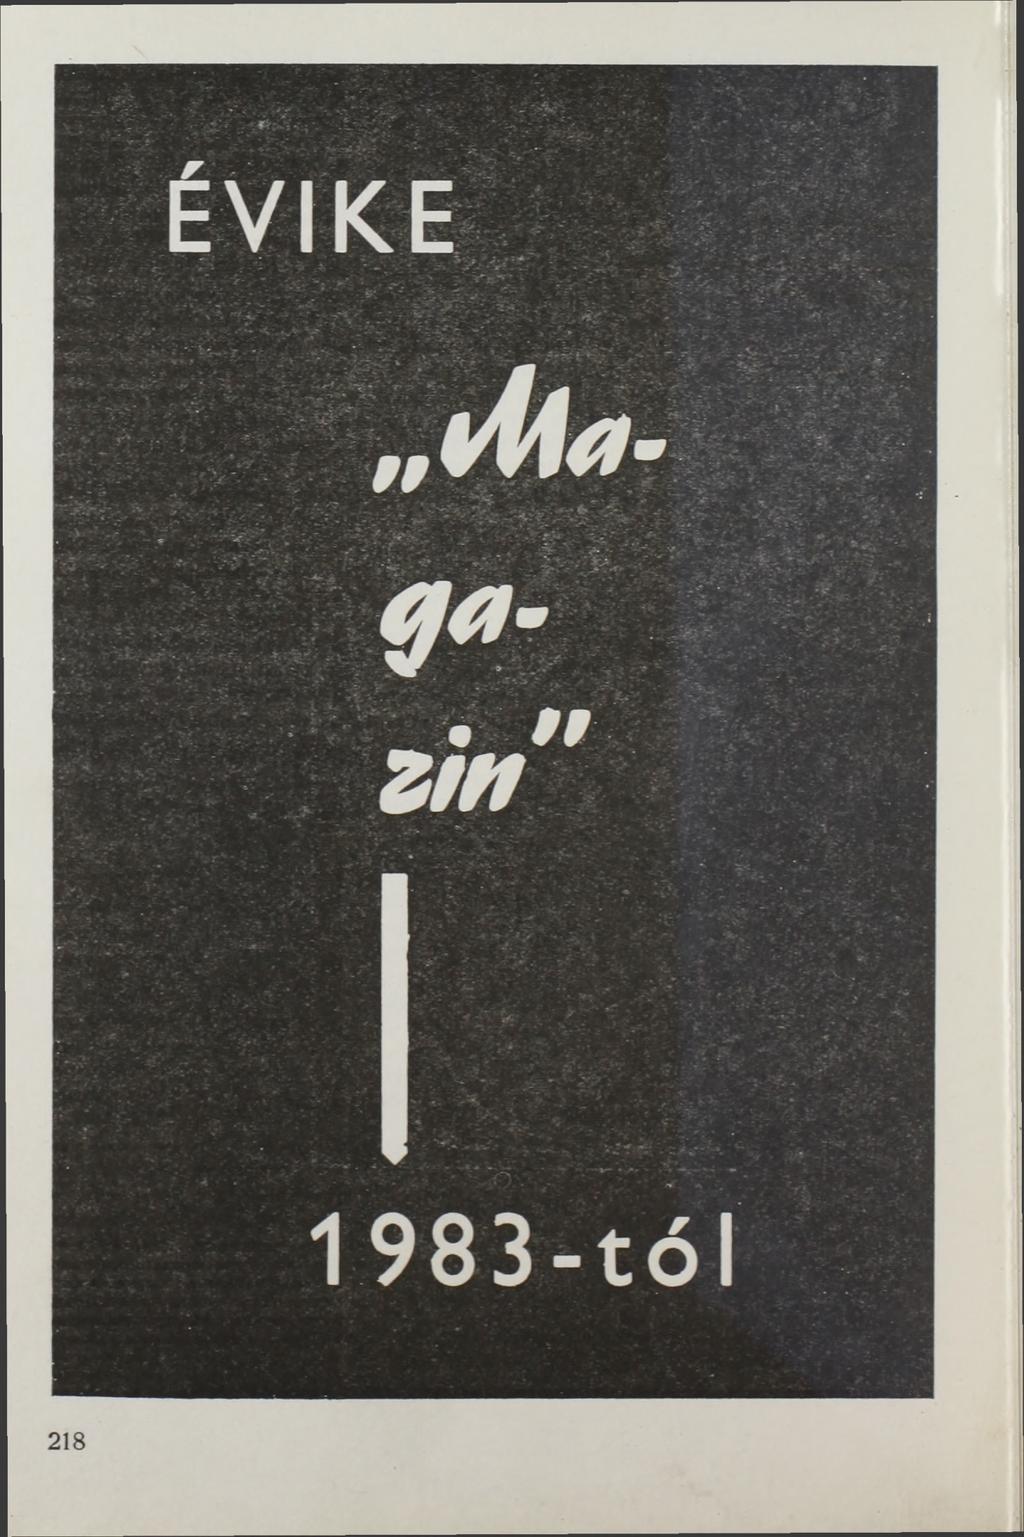 ÉVIKE
„Ma-
ga-
zin”
1983-tól
218